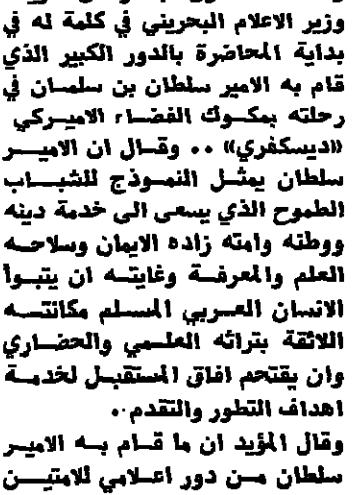 وزير الاعلام البحريني في كلمة له في
بداية المحاضرة بالدور الكبير الذي
قام به الامير سلطان بن سلمان في
رحلته بمكوك الفضاء الاميركي
«ديسكفري» .. وقال ان الامير
سلطان يمثل النموذج للشباب
الطموح الذي يسعى الى خدمة دينه
ووطنه وامته زاده الايمان وسلاحه
العلم والمعرفة وغايته ان يتبوأ
الانسان العربي المسلم مكانته
اللائقة بتراثه العلمي والحضاري
وان يقتحم افاق المستقبل لخدمة
اهداف التطور والتقدم .
وقال المؤيد ان ما قام به الامير
سلطان من دور اعلامي للامتين